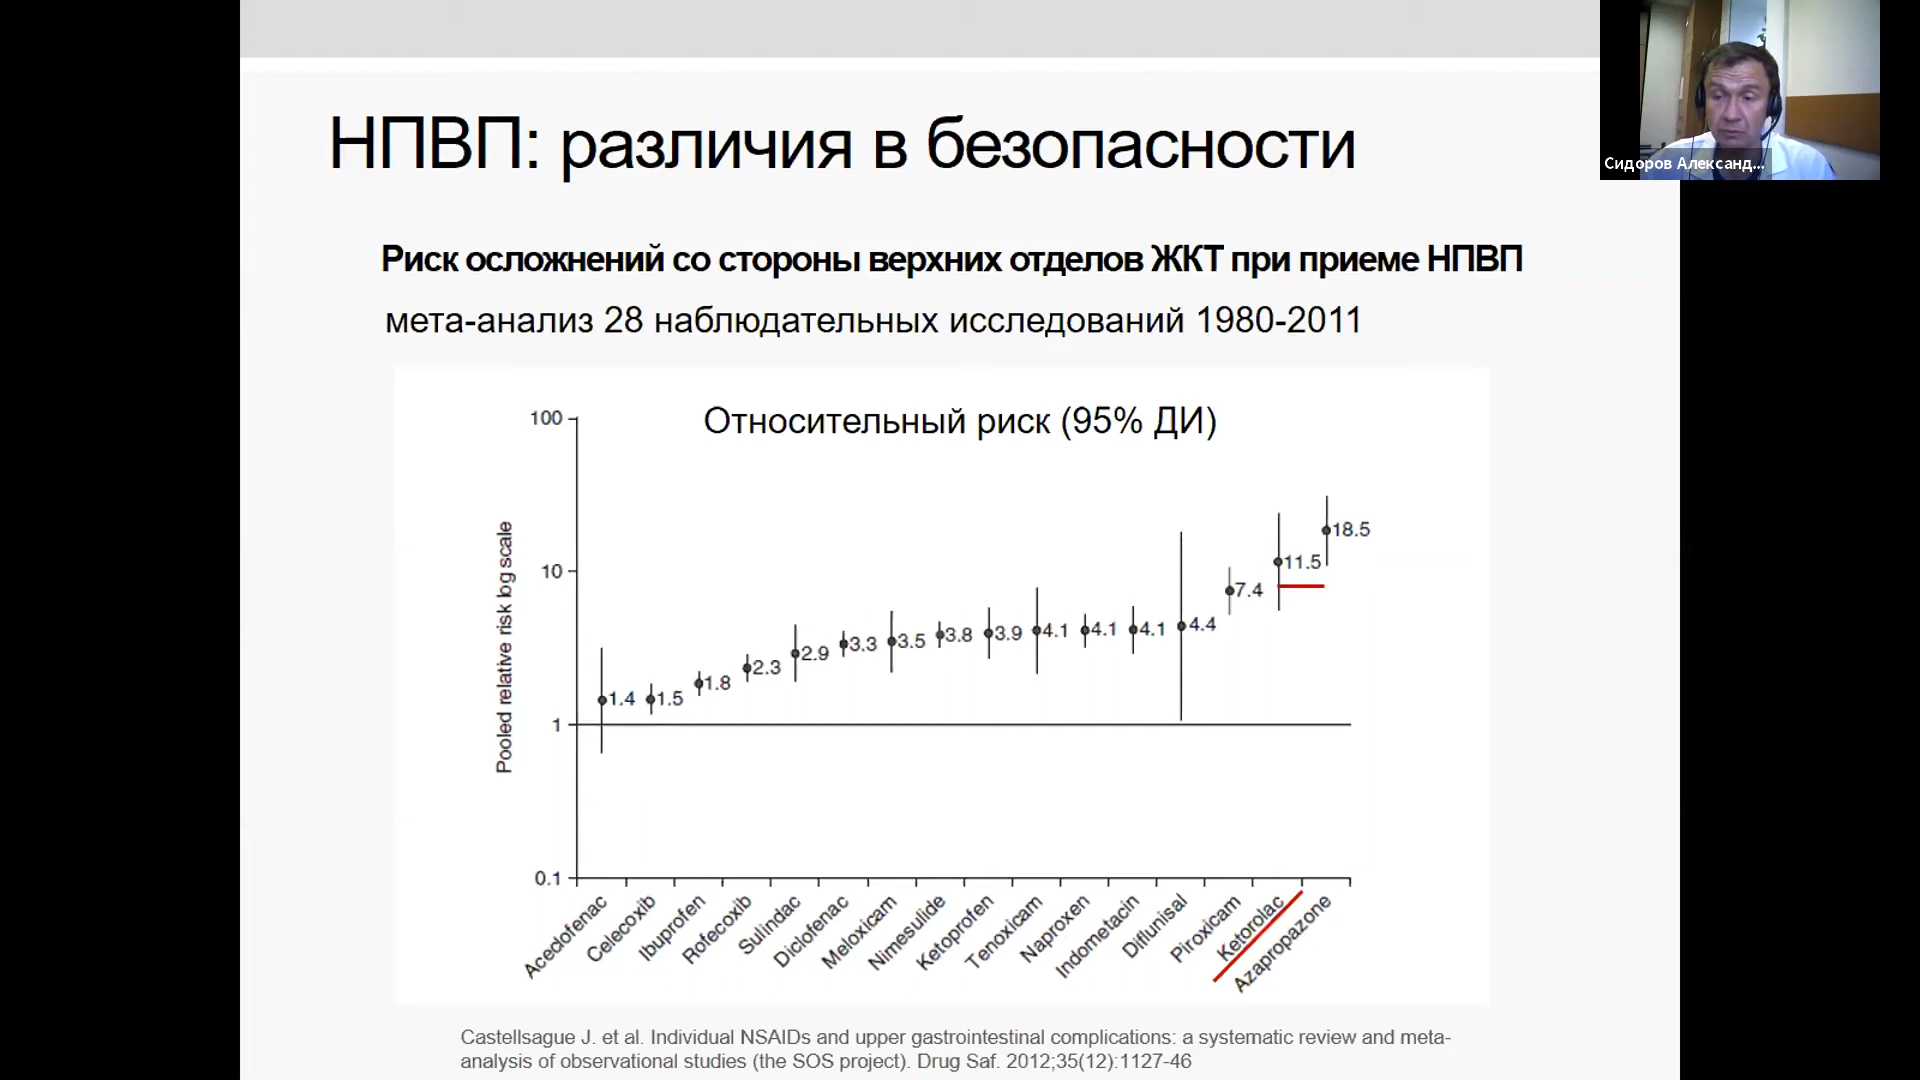 НПВП: различия в безопасности
Сидоров Александ...
Риск осложнений со стороны верхних отделов ЖКТ при приеме НПВП
мета-анализ 28 наблюдательных исследований 1980-2011
Относительный риск (95% ДИ)
Pooled relative risk log scale
100
10
1
0.1
1.4
1.5
1.8
2.3
2.9
3.3
3.5
3.8
3.9
4.1
4.1
4.1
4.4
7.4
11.5
18.5
Aceclofenac
Celecoxib
Ibuprofen
Rofecoxib
Sulindac
Diclofenac
Meloxicam
Nimesulide
Ketoprofen
Tenoxicam
Naproxen
Indometacin
Diflunisal
Piroxicam
Ketorolac
Azapropazone
Castellsague J. et al. Individual NSAIDs and upper gastrointestinal complications: a systematic review and meta-
analysis of observational studies (the SOS project). Drug Saf. 2012;35(12):1127-46